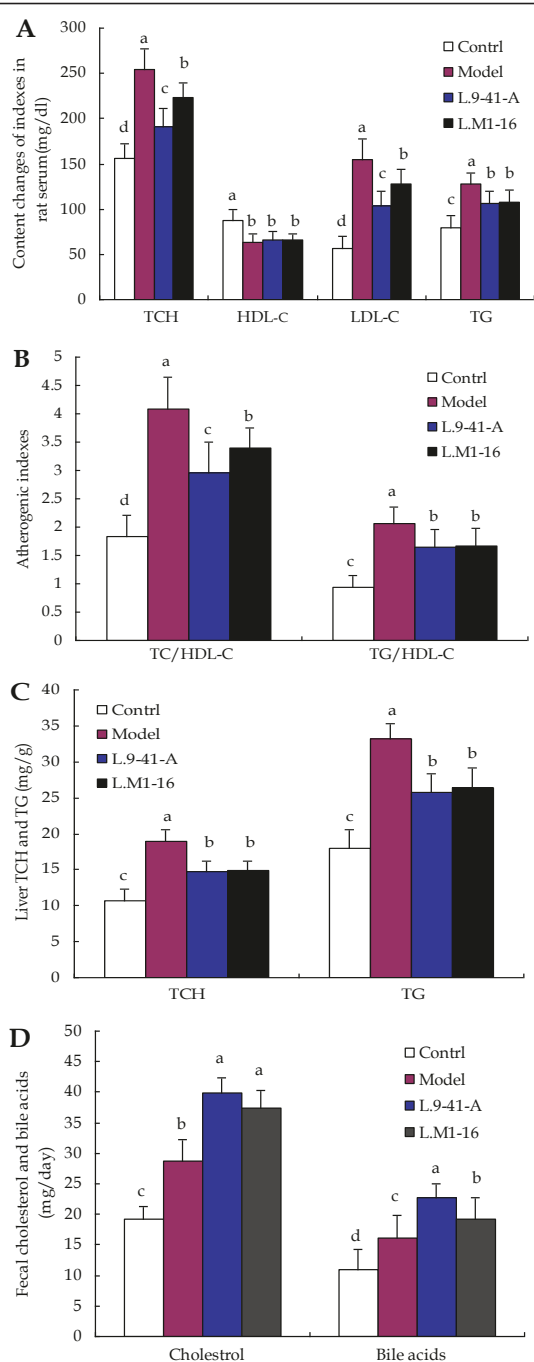 A
Content changes of indexes in
rat serum(mg/dl)
300
250
200
150
100
50
0
a
b
c
d
a
b b b
a
b
c
d
a
b b
c
Contrl
Model
L.9-41-A
L.M1-16
TCH HDL-C LDL-C TG
B
Atherogenic indexes
5
4.5
4
3.5
3
2.5
2
1.5
1
0.5
0
a
b
c
d
a
b b
c
Contrl
Model
L.9-41-A
L.M1-16
TC/HDL-C TG/HDL-C
C
Liver TCH and TG (mg/g)
40
35
30
25
20
15
10
5
0
Contrl
Model
L.9-41-A
L.M1-16
a
b b
c
a
b b
c
TCH TG
D
Fecal cholesterol and bile acids
(mg/day)
50
45
40
35
30
25
20
15
10
5
0
a a
b
c
a
b
c
d
Contrl
Model
L.9-41-A
L.M1-16
Cholestrol Bile acids